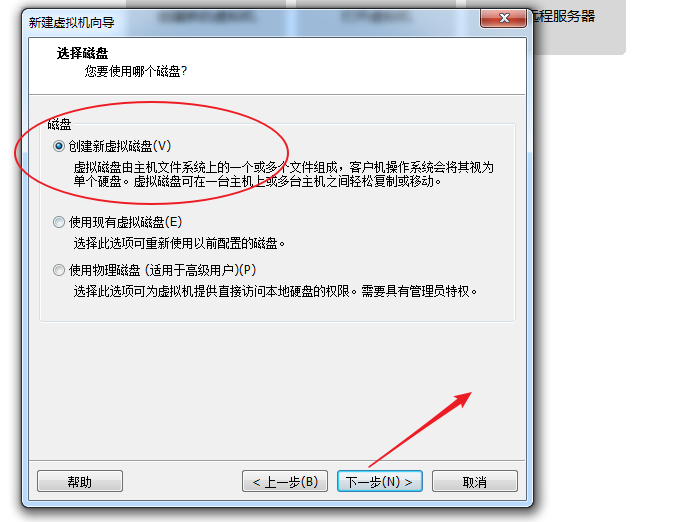 远程服务器
新建虚拟机向导
选择磁盘
您要使用哪个磁盘?
磁盘
创建新虚拟磁盘(V)
虚拟磁盘由主机文件系统上的一个或多个文件组成，客户机操作系统会将其视为
单个硬盘。虚拟磁盘可在一台主机上或多台主机之间轻松复制或移动。
使用现有虚拟磁盘(E)
选择此选项可重新使用以前配置的磁盘。
使用物理磁盘 (适用于高级用户)(P)
选择此选项可为虚拟机提供直接访问本地硬盘的权限。需要具有管理员特权。
帮助
< 上一步(B)
下一步(N) >
取消